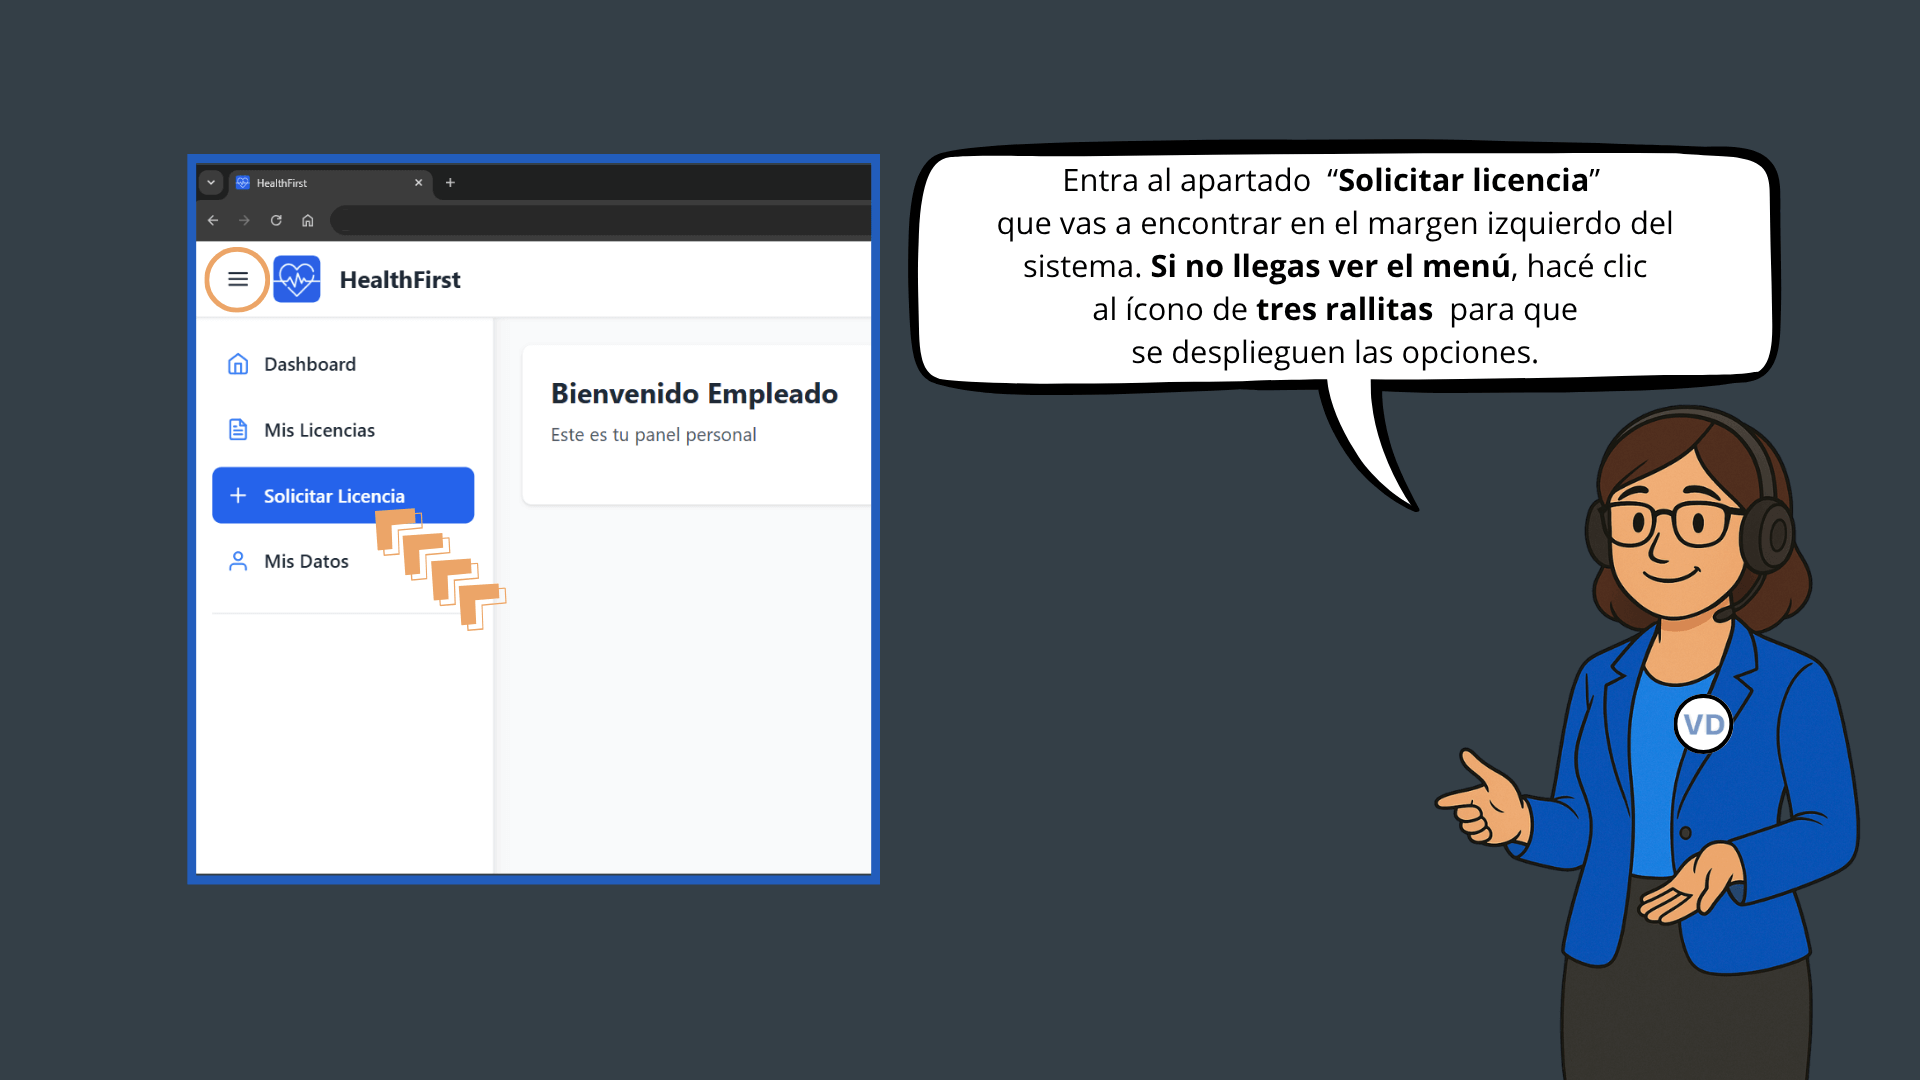 HealthFirst
HealthFirst
Dashboard
Mis Licencias
Solicitar Licencia
Mis Datos
Bienvenido Empleado
Este es tu panel personal
Entra al apartado “Solicitar licencia”
que vas a encontrar en el margen izquierdo del
sistema. Si no llegas ver el menú, hacé clic
al ícono de tres rallitas para que
se desplieguen las opciones.
VD